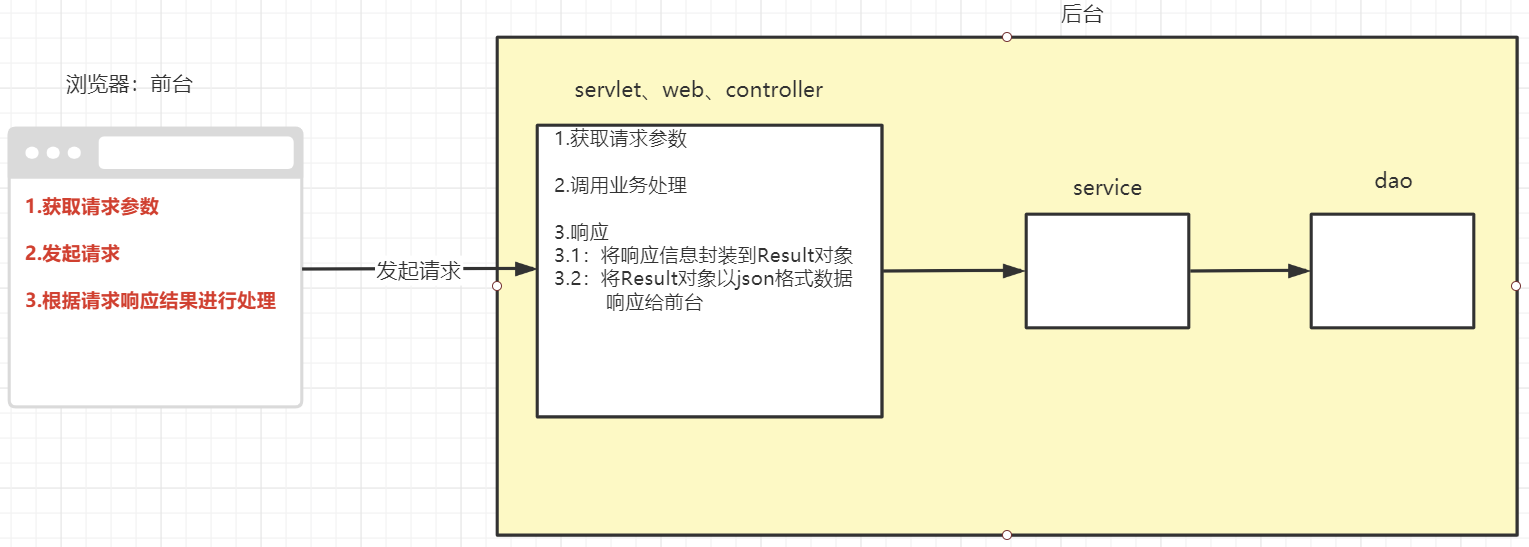 后台
浏览器：前台
servlet、web、controller
1.获取请求参数
2.发起请求
3.根据请求响应结果进行处理
发起请求
1.获取请求参数
2.调用业务处理
3.响应
3.1：将响应信息封装到Result对象
3.2：将Result对象以json格式数据
响应给前台
service
dao